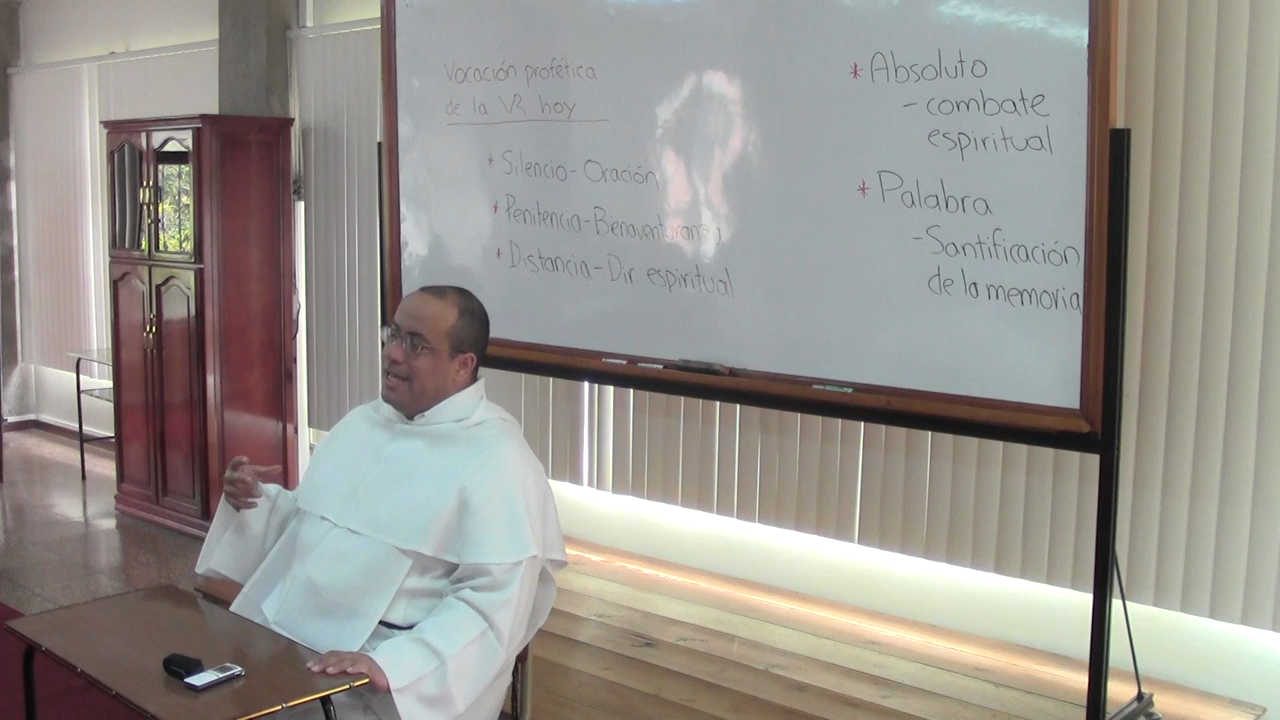 Vocación profética
de la VR hoy
* Silencio - Oración
* Penitencia - Bienaventuranza
* Distancia - Dir espiritual
* Absoluto
- combate
espiritual
* Palabra
- Santificación
de la memoria